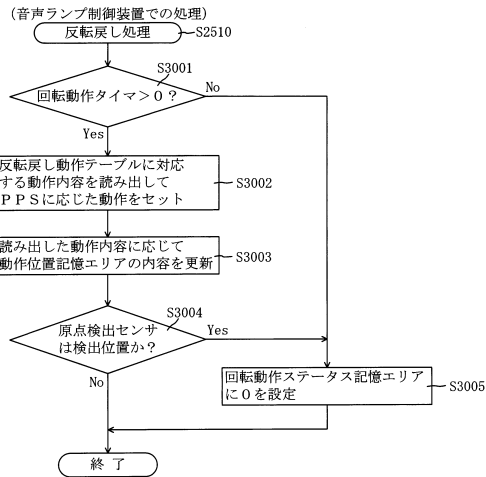 (音声ランプ制御装置での処理)
反転戻し処理
S2510
S3001
回転動作タイマ>0?
No
Yes
反転戻し動作テーブルに対応
する動作内容を読み出して
PPSに応じた動作をセット
S3002
読み出した動作内容に応じて
動作位置記憶エリアの内容を更新
S3003
S3004
原点検出センサ
は検出位置か?
Yes
No
回転動作ステータス記憶エリア
に0を設定
S3005
終了